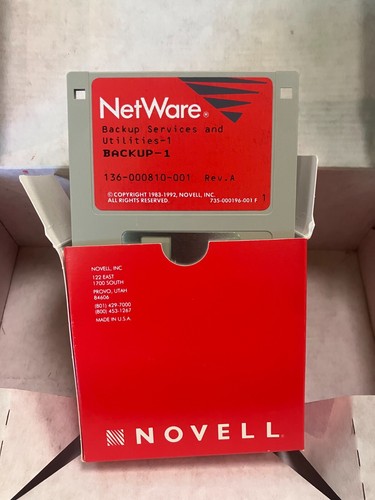 NetWare®
Backup Services and
Utilities-1
BACKUP-1
136-000810-001 Rev.A
© COPYRIGHT 1983-1992, NOVELL, INC.
ALL RIGHTS RESERVED.
735-000196-001 F
1
NOVELL, INC
122 EAST
1700 SOUTH
PROVO, UTAH
84606
(801) 429-7000
(800) 453-1267
MADE IN U.S.A.
NOVELL®